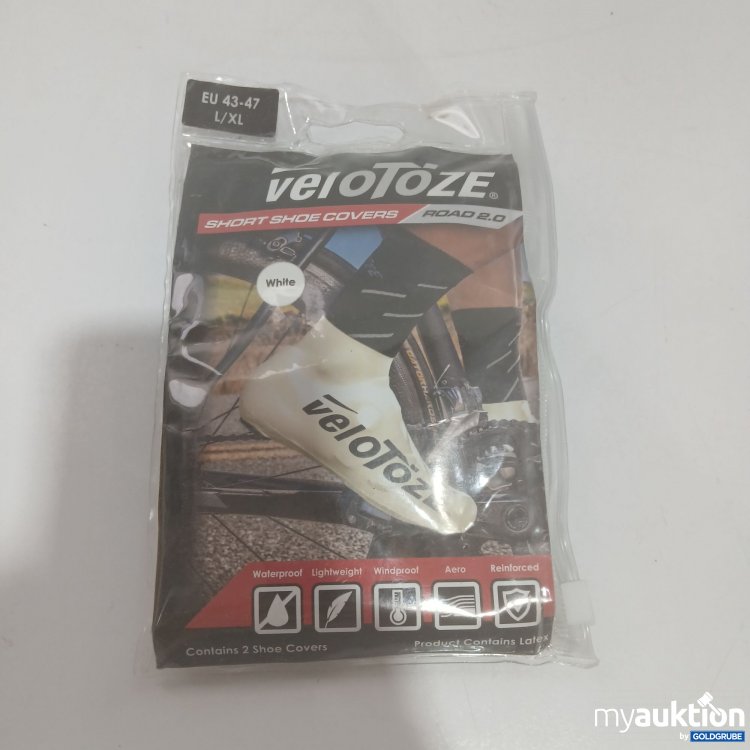 EU 43-47
L/XL
veloToze®
SHORT SHOE COVERS ROAD 2.0
White
veloToze
Waterproof Lightweight Windproof Aero Reinforced
Contains 2 Shoe Covers Product Contains Latex
myauktion
by GOLDGRUBE